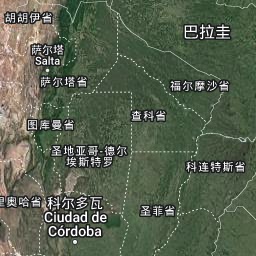 胡胡伊省
巴拉圭
萨尔塔
Salta
萨尔塔省
福尔摩沙省
查科省
图库曼省
圣地亚哥-德尔
埃斯特罗
科连特斯省
里奥哈省
科尔多瓦
Ciudad de
Córdoba
圣菲省